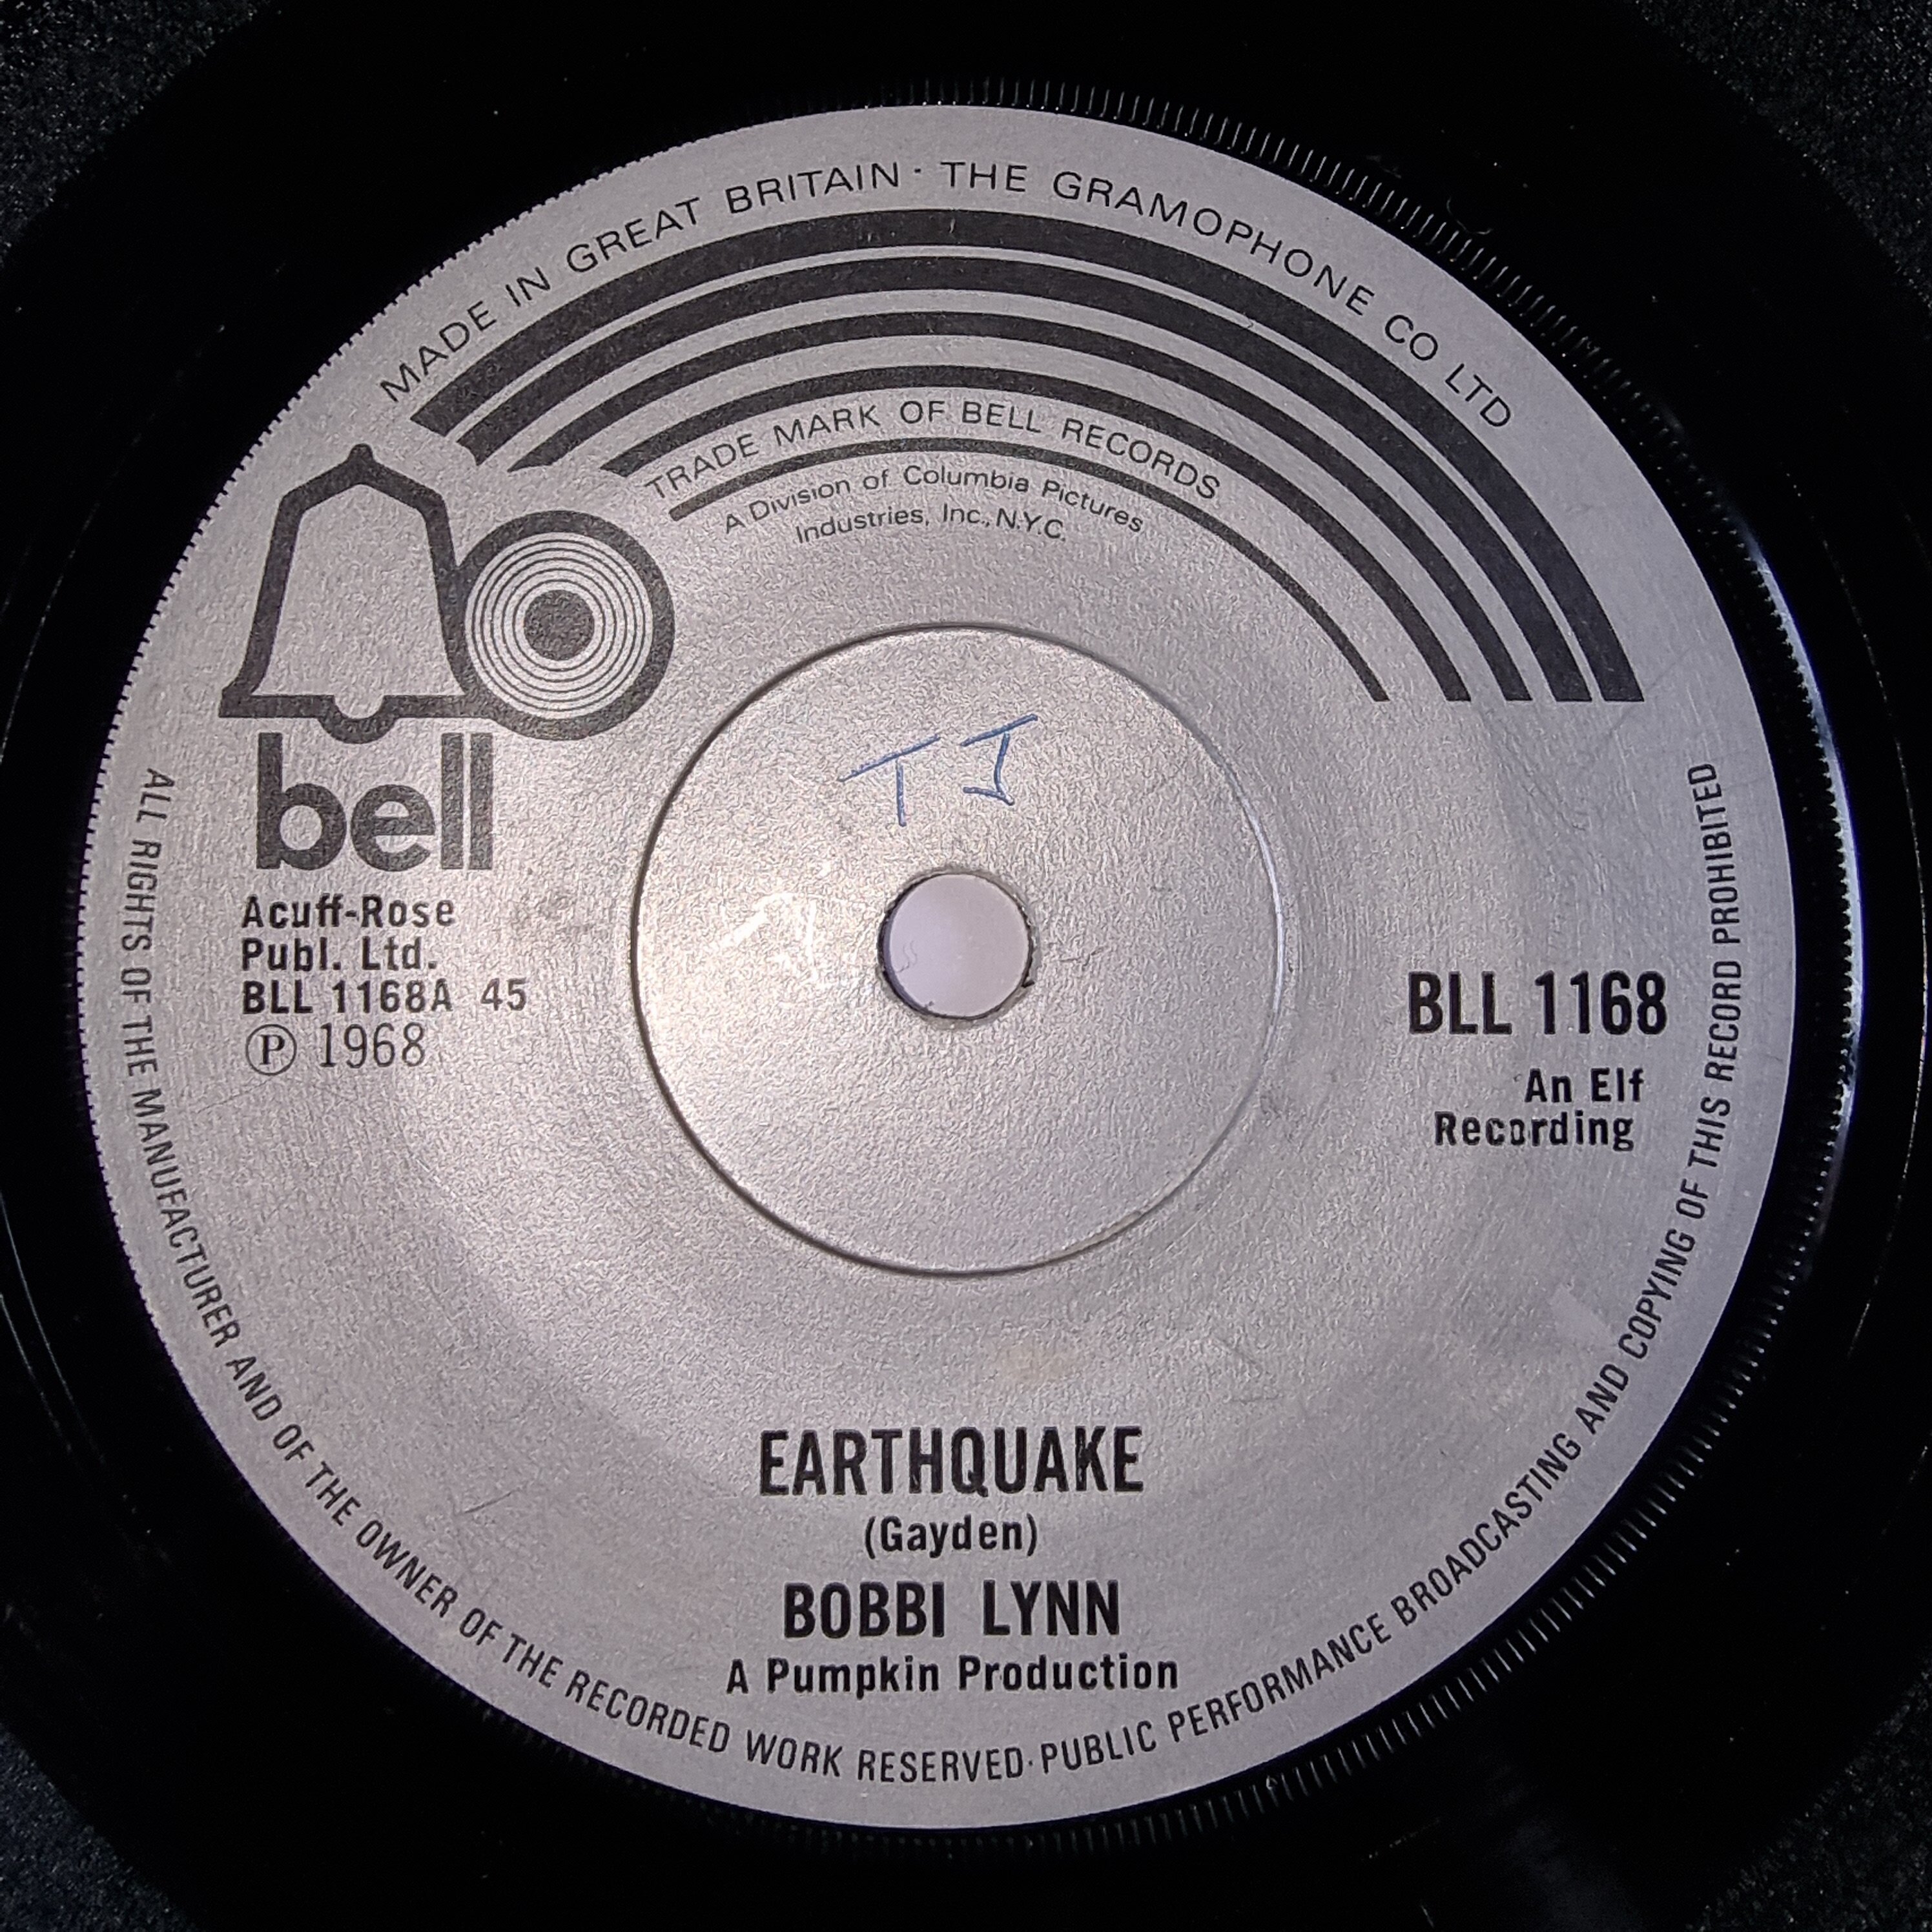 MADE IN GREAT BRITAIN · THE GRAMOPHONE CO LTD
TRADE MARK OF BELL RECORDS
A Division of Columbia Pictures
Industries, Inc., N.Y.C.
bell
TJ
Acuff-Rose
Publ. Ltd.
BLL 1168A 45
Ⓟ 1968
BLL 1168
An Elf
Recording
EARTHQUAKE
(Gayden)
BOBBI LYNN
A Pumpkin Production
ALL RIGHTS OF THE MANUFACTURER AND OF THE OWNER OF THE RECORDED WORK RESERVED · PUBLIC PERFORMANCE BROADCASTING AND COPYING OF THIS RECORD PROHIBITED